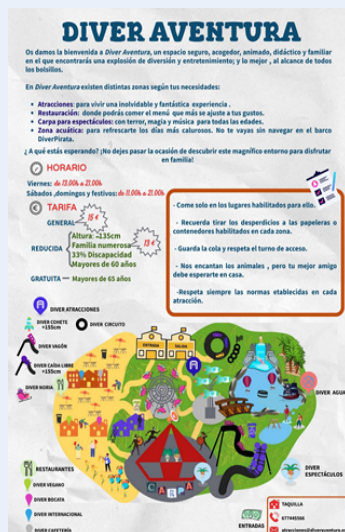 DIVER AVENTURA
Os damos la bienvenida a Diver Aventura, un espacio seguro, acogedor, animado, didáctico y familiar
en el que encontrarás una explosión de diversión y entretenimiento; y lo mejor , al alcance de todos
los bolsillos.
En Diver Aventura existen distintas zonas según tus necesidades:
Atracciones: para vivir una inolvidable y fantástica experiencia .
Restauración: donde podrás comer el menú que más se ajuste a tus gustos.
Carpa para espectáculos: con terror, magia y música para todas las edades.
Zona acuática: para refrescarte los días más calurosos. No te vayas sin navegar en el barco
DiverPirata.
¿ A qué estás esperando? ¡No dejes pasar la ocasión de descubrir este magnífico entorno para disfrutar
en familia!
HORARIO
Viernes: de 13.00h a 21.00h
Sábados ,domingos y festivos: de 11.00h a 21.00h
€ TARIFA
GENERAL 16 €
REDUCIDA
Altura: -135cm
Familia numerosa
33% Discapacidad
Mayores de 60 años
13 €
GRATUITA — Mayores de 65 años
- Come solo en los lugares habilitados para ello.
- Recuerda tirar los desperdicios a las papeleras o
contenedores habilitados en cada zona.
- Guarda la cola y respeta el turno de acceso.
- Nos encantan los animales , pero tu mejor amigo
debe esperarte en casa.
-Respeta siempre las normas establecidas en cada
atracción.
DIVER ATRACCIONES
DIVER COHETE
+155cm
DIVER CIRCUITO
DIVER VAGÓN
DIVER CAÍDA LIBRE
+155cm
DIVER NORIA
ENTRADA
SALIDA
DIVER AGUA
CARPA
RESTAURANTES
DIVER VEGANO
DIVER BOCATA
DIVER INTERNACIONAL
DIVER CAFETERÍA
DIVER
ESPECTÁCULOS
ENTRADAS
TAQUILLA
677445566
atracciones@diveraventura.c